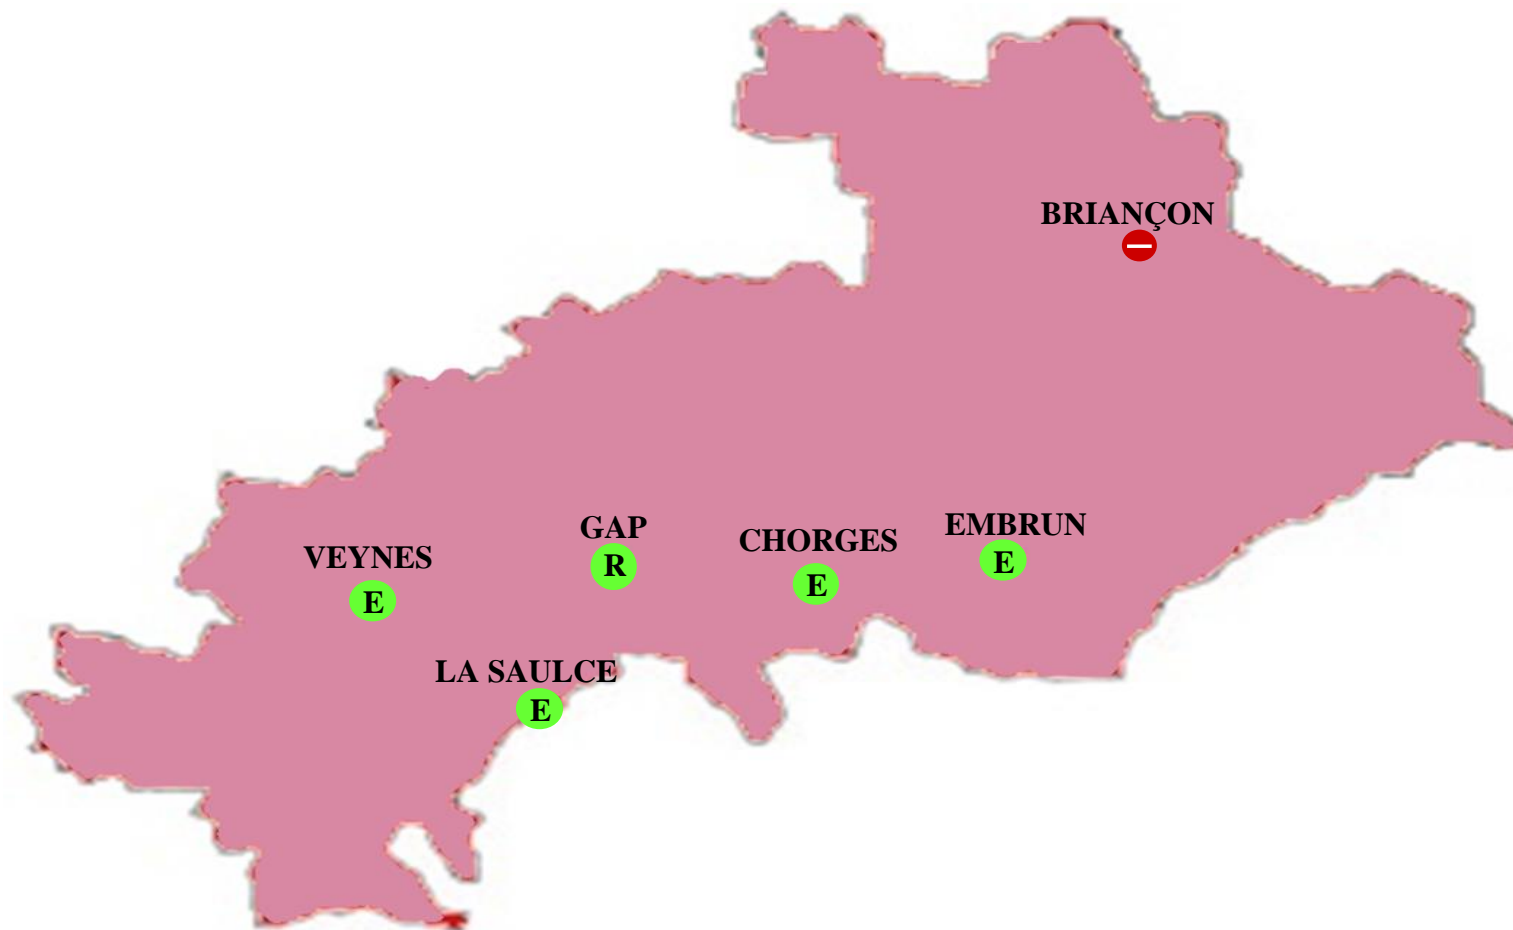 BRIANÇON
EMBRUN
E
GAP
R
CHORGES
E
VEYNES
E
LA SAULCE
E